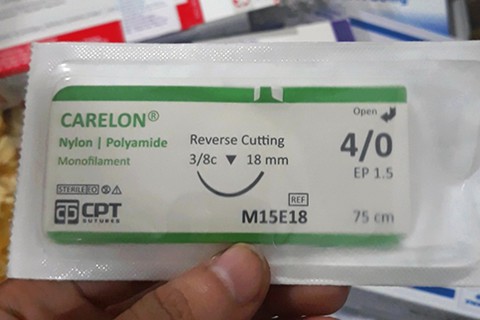 CARELON®
Nylon | Polyamide
Monofilament
STERILE EO
CPT
SUTURES
Reverse Cutting
3/8c ▼ 18 mm
REF
M15E18
Open
4/0
EP 1.5
75 cm